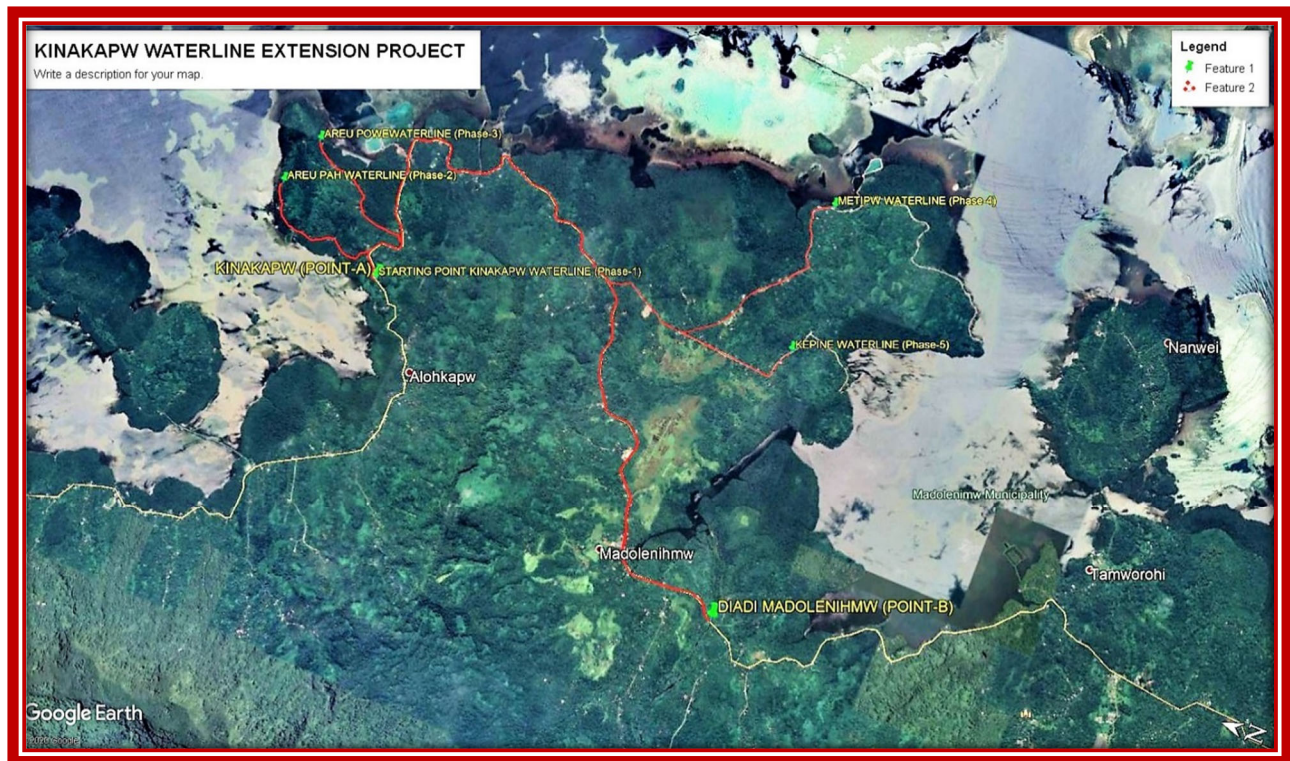 KINAKAPW WATERLINE EXTENSION PROJECT
Write a description for your map.
Legend
Feature 1
Feature 2
AREU POWEWATERLINE (Phase-3)
AREU PAH WATERLINE (Phase-2)
METIPW WATERLINE (Phase-4)
KINAKAPW (POINT-A)
STARTING POINT KINAKAPW WATERLINE (Phase-1)
KEPINE WATERLINE (Phase-5)
Nanwei
Alohkapw
Madolenimw Municipality
Madolenihmw
Tamworohi
DIADI MADOLENIHMW (POINT-B)
Google Earth
N